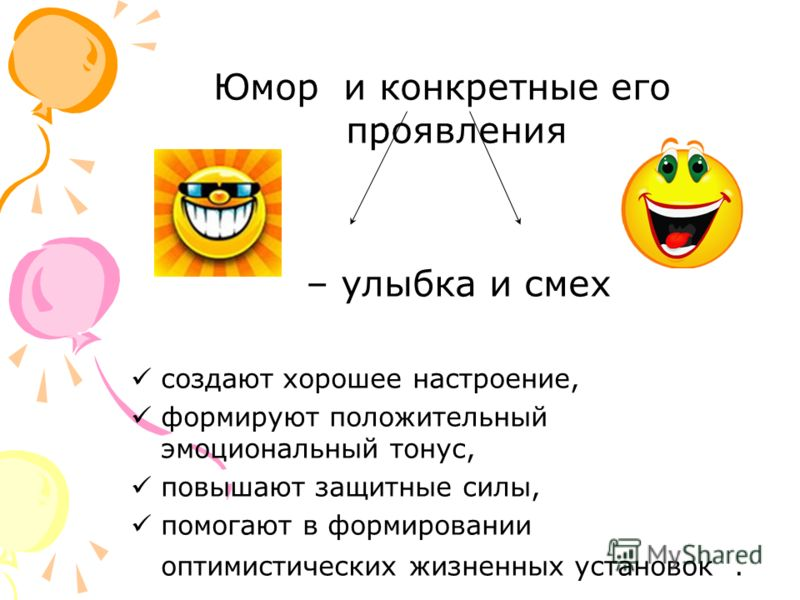 Юмор и конкретные его
проявления
– улыбка и смех
✓ создают хорошее настроение,
✓ формируют положительный
эмоциональный тонус,
✓ повышают защитные силы,
✓ помогают в формировании
оптимистических жизненных установок .
MyShared